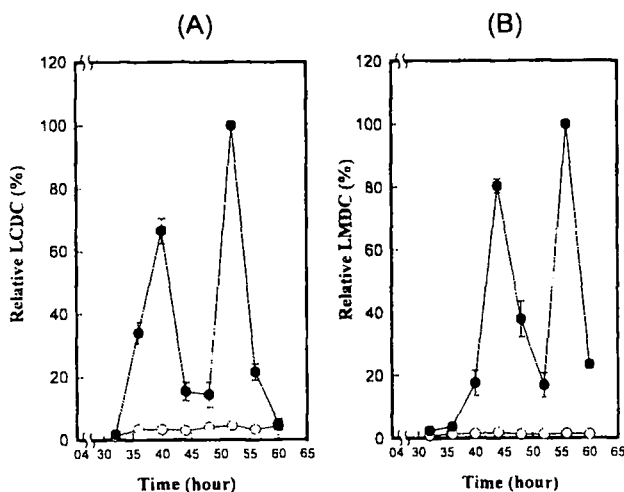 (A) (B)
120 120
100 100
80 80
60 60
40 40
20 20
0 0
04 30 35 40 45 50 55 60 65 04 30 35 40 45 50 55 60 65
Time (hour) Time (hour)
Relative LCDC (%)
Relative LMDC (%)